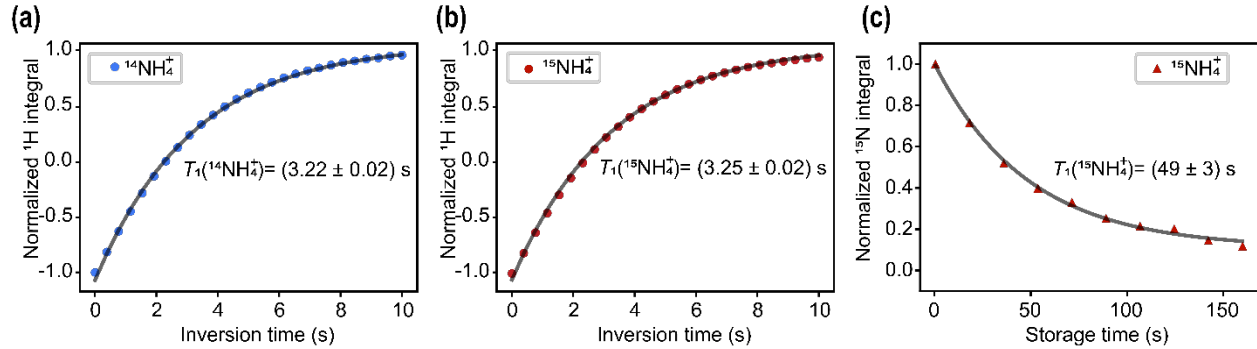 (a)
Normalized ¹H integral
1.0
0.5
0.0
-0.5
-1.0
¹⁴NH₄⁺
T₁(¹⁴NH₄⁺)= (3.22 ± 0.02) s
0 2 4 6 8 10
Inversion time (s)
(b)
Normalized ¹H integral
1.0
0.5
0.0
-0.5
-1.0
¹⁵NH₄⁺
T₁(¹⁵NH₄⁺)= (3.25 ± 0.02) s
0 2 4 6 8 10
Inversion time (s)
(c)
Normalized ¹⁵N integral
1.0
0.8
0.6
0.4
0.2
0.0
¹⁵NH₄⁺
T₁(¹⁵NH₄⁺)= (49 ± 3) s
0 50 100 150
Storage time (s)